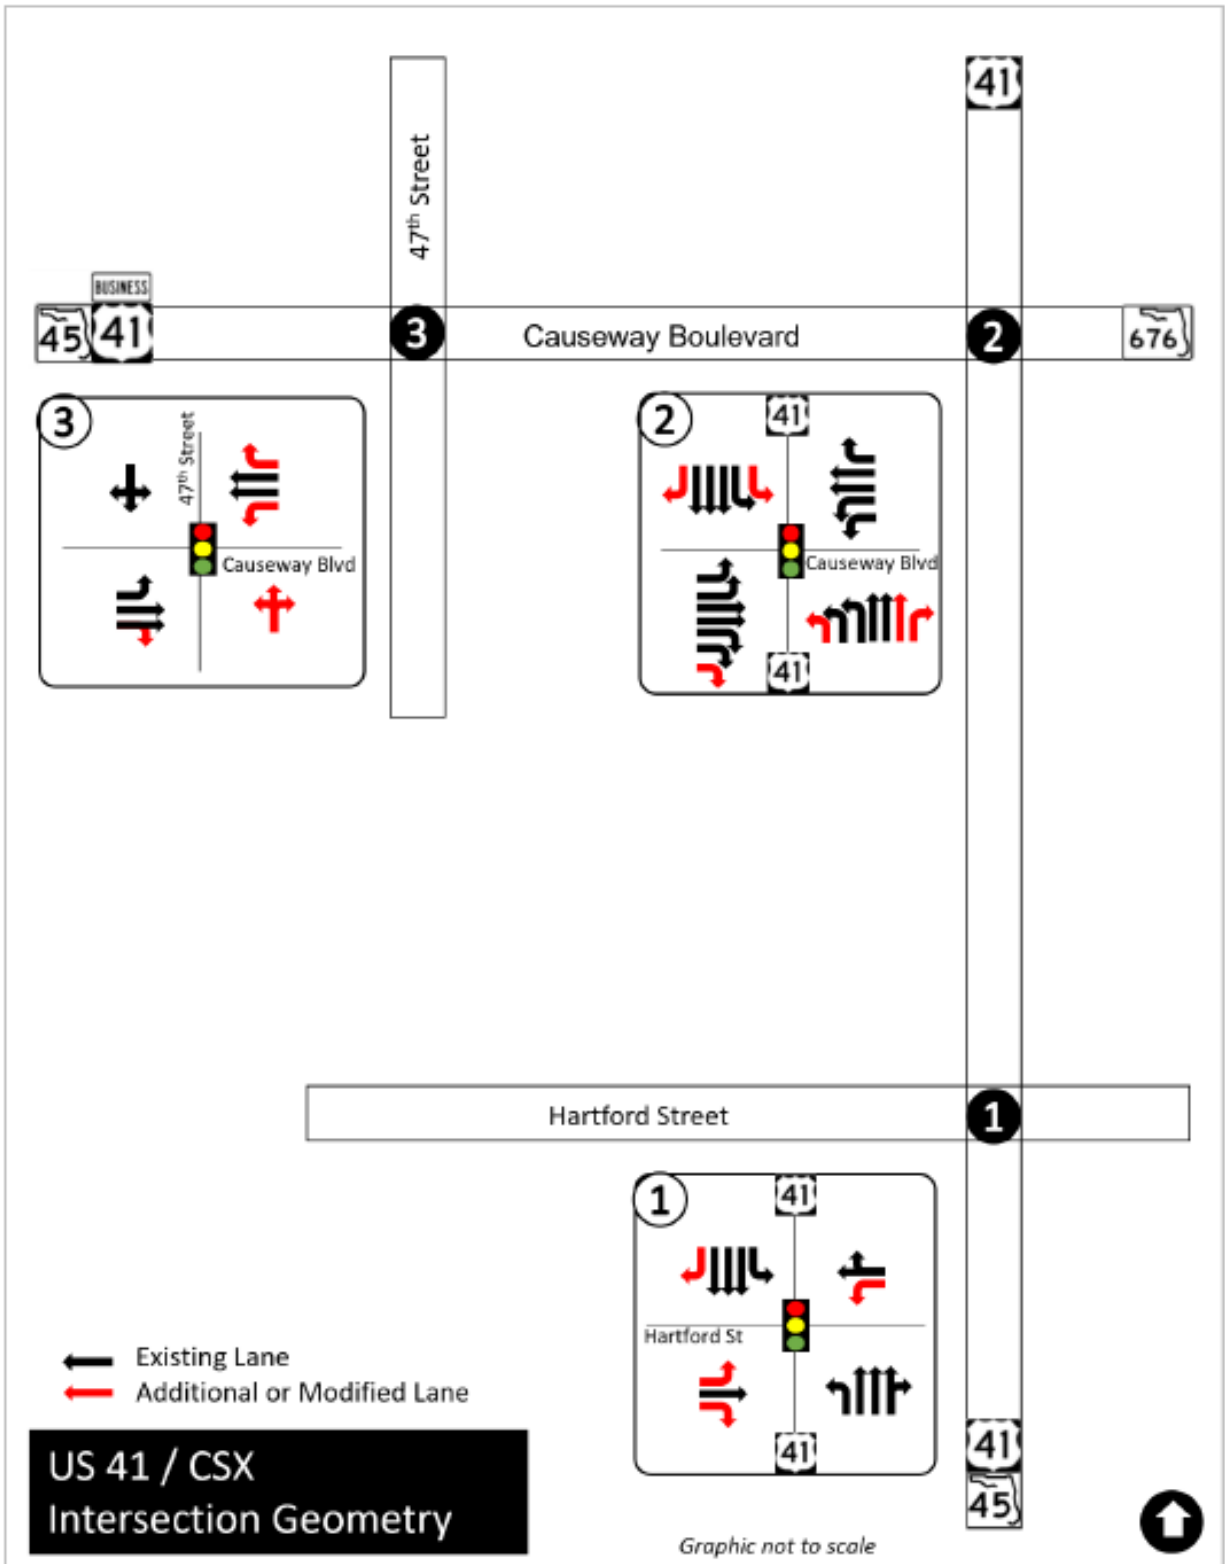 41
47th Street
BUSINESS
45
41
3
Causeway Boulevard
2
676
3
47th Street
Causeway Blvd
2
41
Causeway Blvd
41
Hartford Street
1
1
41
Hartford St
41
Existing Lane
Additional or Modified Lane
US 41 / CSX
Intersection Geometry
41
45
Graphic not to scale